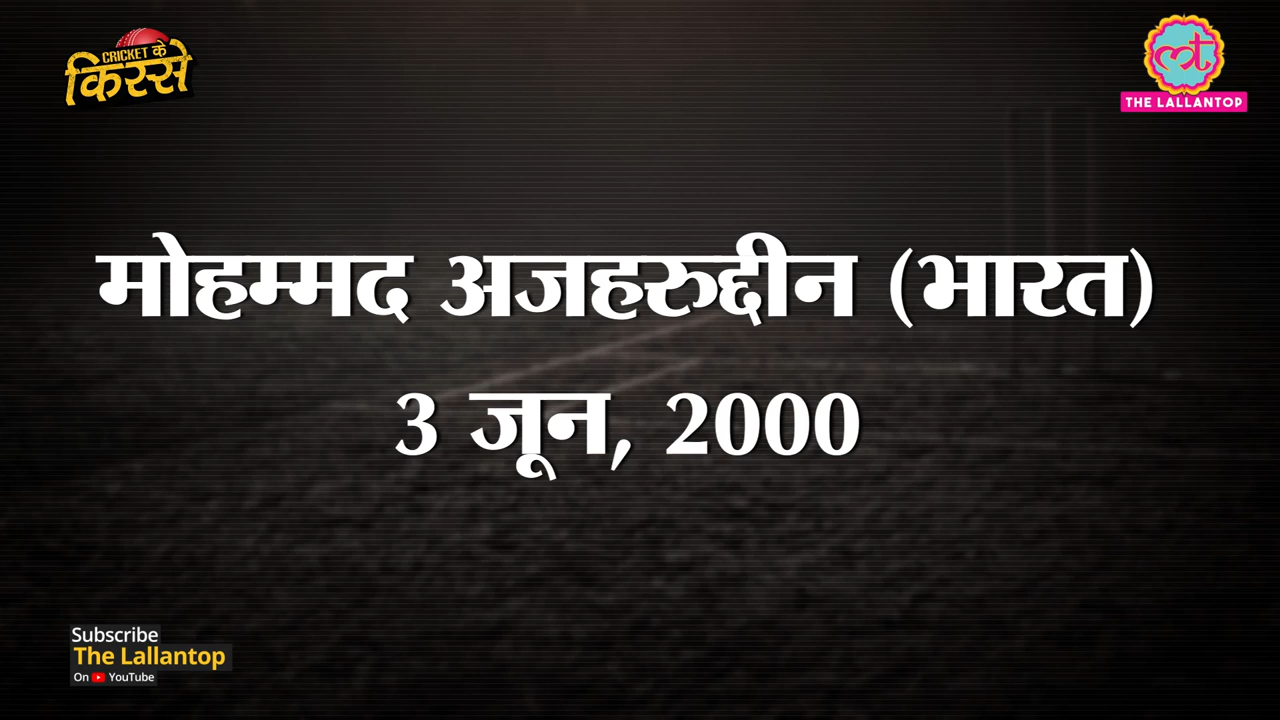 CRICKET के
किस्से
THE LALLANTOP
मोहम्मद अजहरुद्दीन (भारत)
3 जून, 2000
Subscribe
The Lallantop
On YouTube